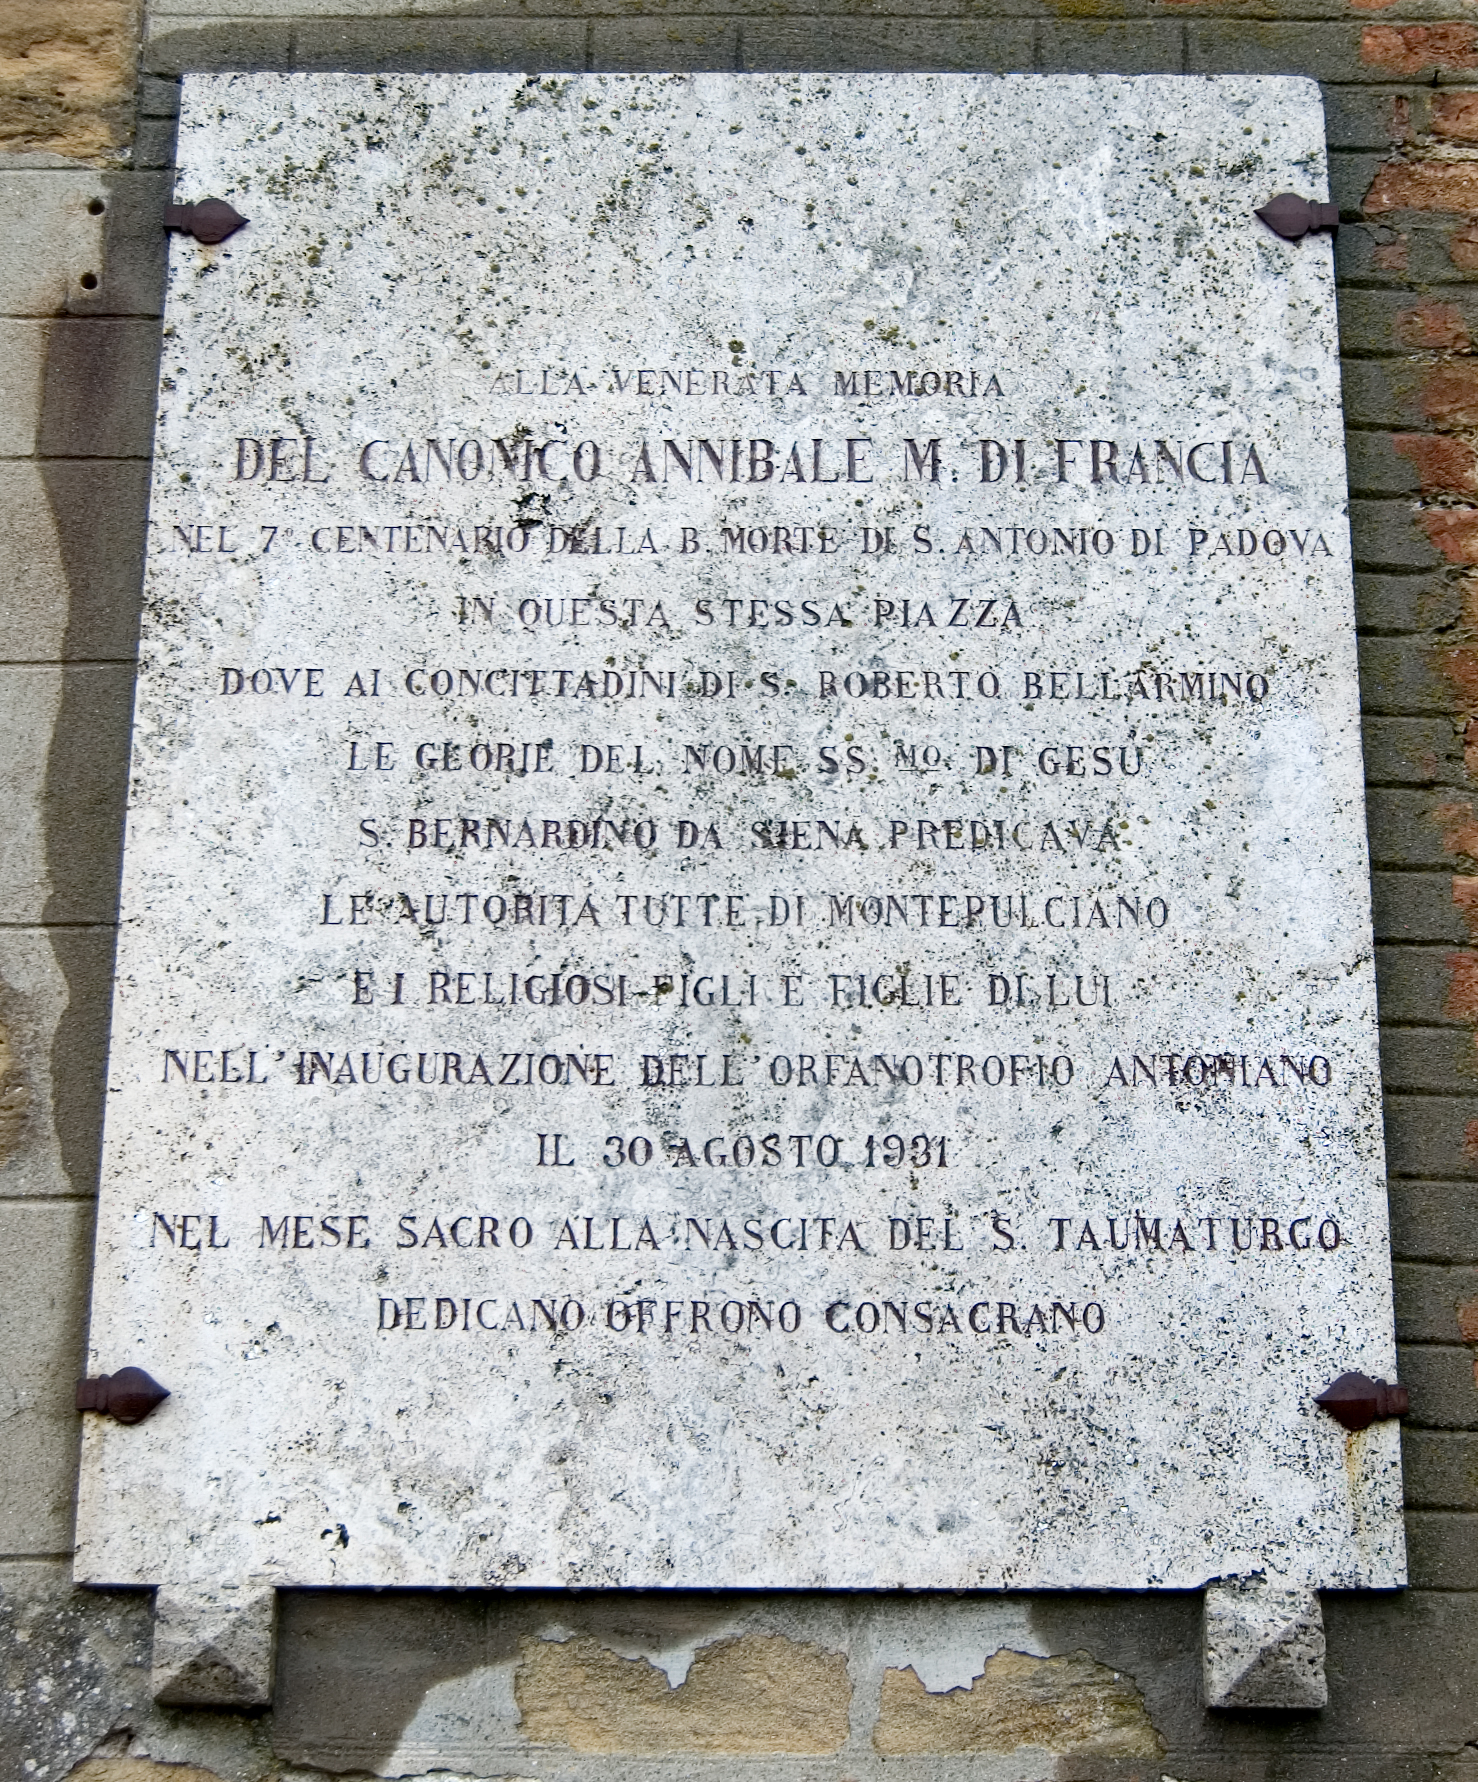 ALLA VENERATA MEMORIA
DEL CANONICO ANNIBALE M. DI FRANCIA
NEL 7° CENTENARIO DELLA B. MORTE DI S. ANTONIO DI PADOVA
IN QUESTA STESSA PIAZZA
DOVE AI CONCITTADINI DI S. ROBERTO BELLARMINO
LE GLORIE DEL NOME SS. MO. DI GESU
S. BERNARDINO DA SIENA PREDICAVA
LE AUTORITA TUTTE DI MONTEPULCIANO
E I RELIGIOSI FIGLI E FIGLIE DI LUI
NELL'INAUGURAZIONE DELL'ORFANOTROFIO ANTONIANO
IL 30 AGOSTO 1931
NEL MESE SACRO ALLA NASCITA DEL S. TAUMATURGO
DEDICANO OFFRONO CONSACRANO